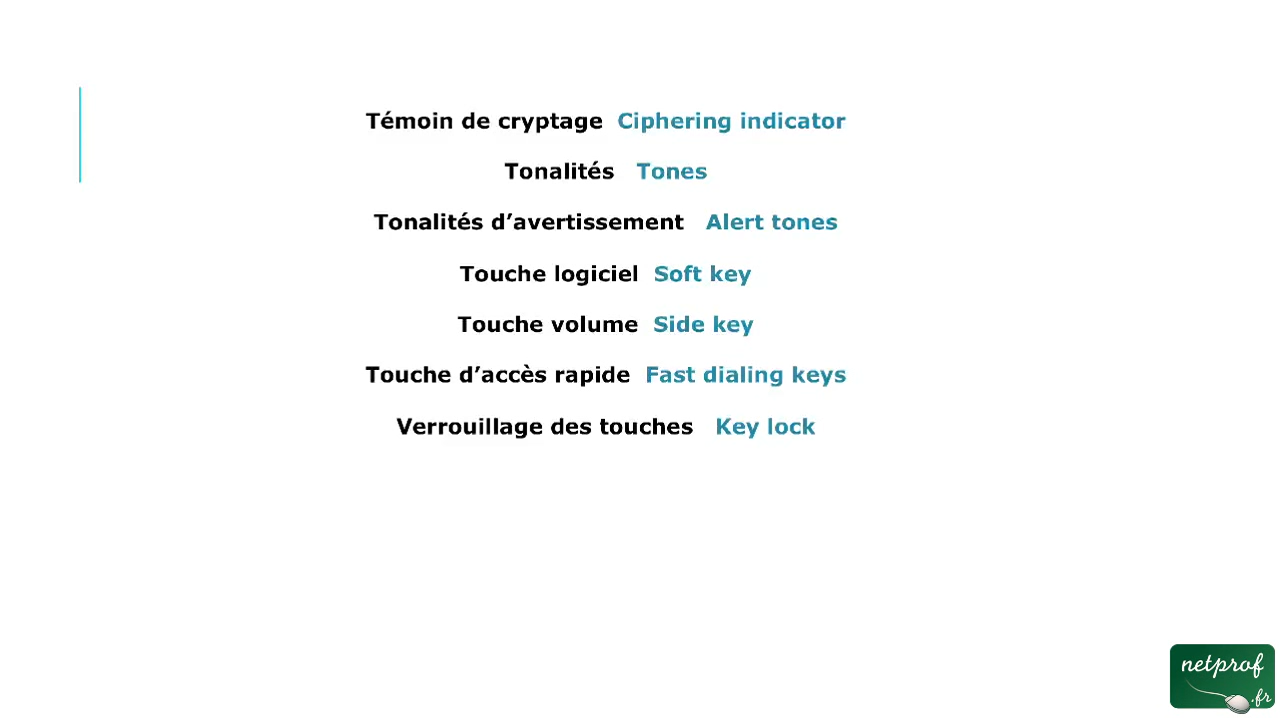 Témoin de cryptage Ciphering indicator
Tonalités Tones
Tonalités d’avertissement Alert tones
Touche logiciel Soft key
Touche volume Side key
Touche d’accès rapide Fast dialing keys
Verrouillage des touches Key lock
netprof
.fr